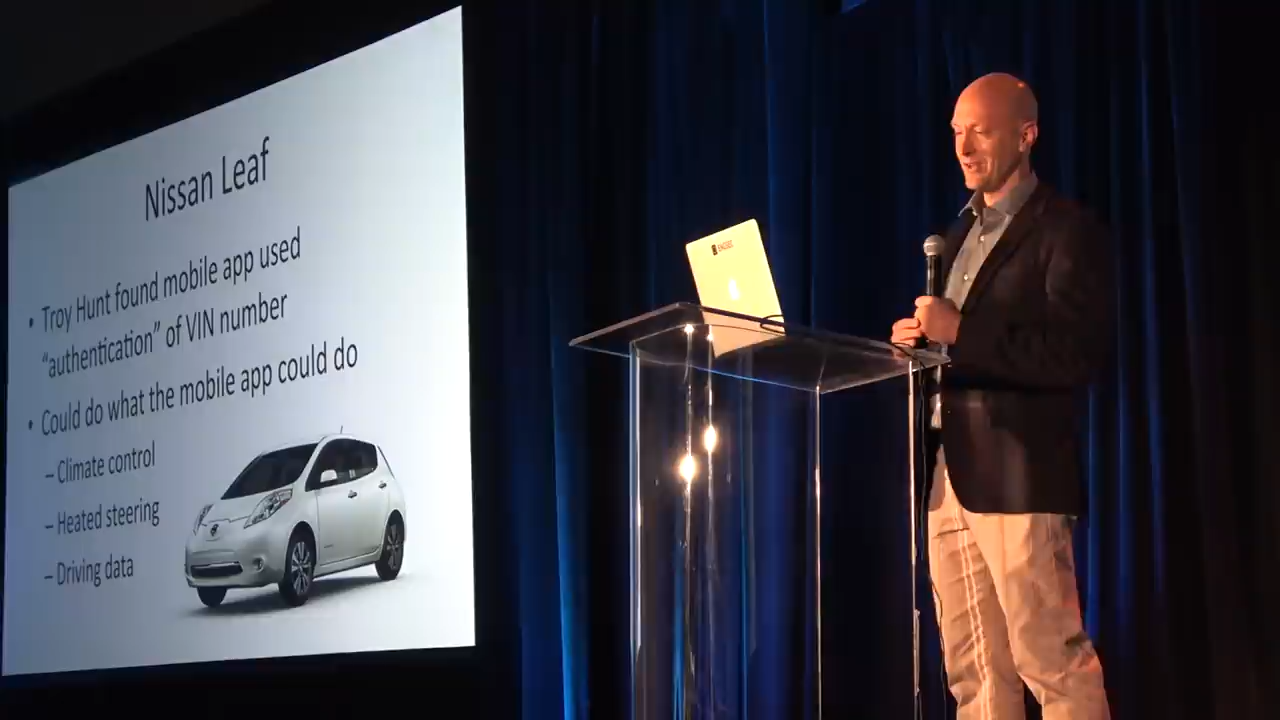 Nissan Leaf
• Troy Hunt found mobile app used
“authentication” of VIN number
• Could do what the mobile app could do
– Climate control
– Heated steering
– Driving data